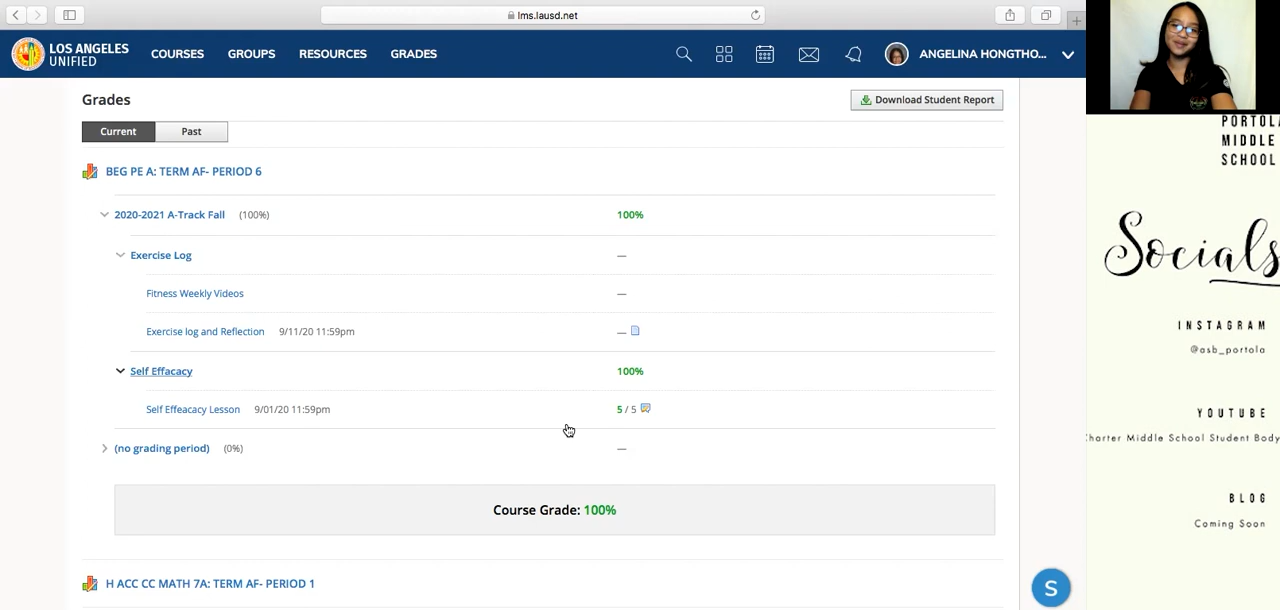 lms.lausd.net
LOS ANGELES
UNIFIED
COURSES
GROUPS
RESOURCES
GRADES
ANGELINA HONGTHO...
Grades
Download Student Report
Current
Past
BEG PE A: TERM AF- PERIOD 6
2020-2021 A-Track Fall (100%) 100%
Exercise Log —
Fitness Weekly Videos —
Exercise log and Reflection 9/11/20 11:59pm —
Self Effacacy 100%
Self Effeacacy Lesson 9/01/20 11:59pm 5 / 5
(no grading period) (0%) —
Course Grade: 100%
H ACC CC MATH 7A: TERM AF- PERIOD 1
S
PORTOLA
MIDDLE
SCHOOL
Socials
INSTAGRAM
@asb_portola
YOUTUBE
Charter Middle School Student Body
BLOG
Coming Soon